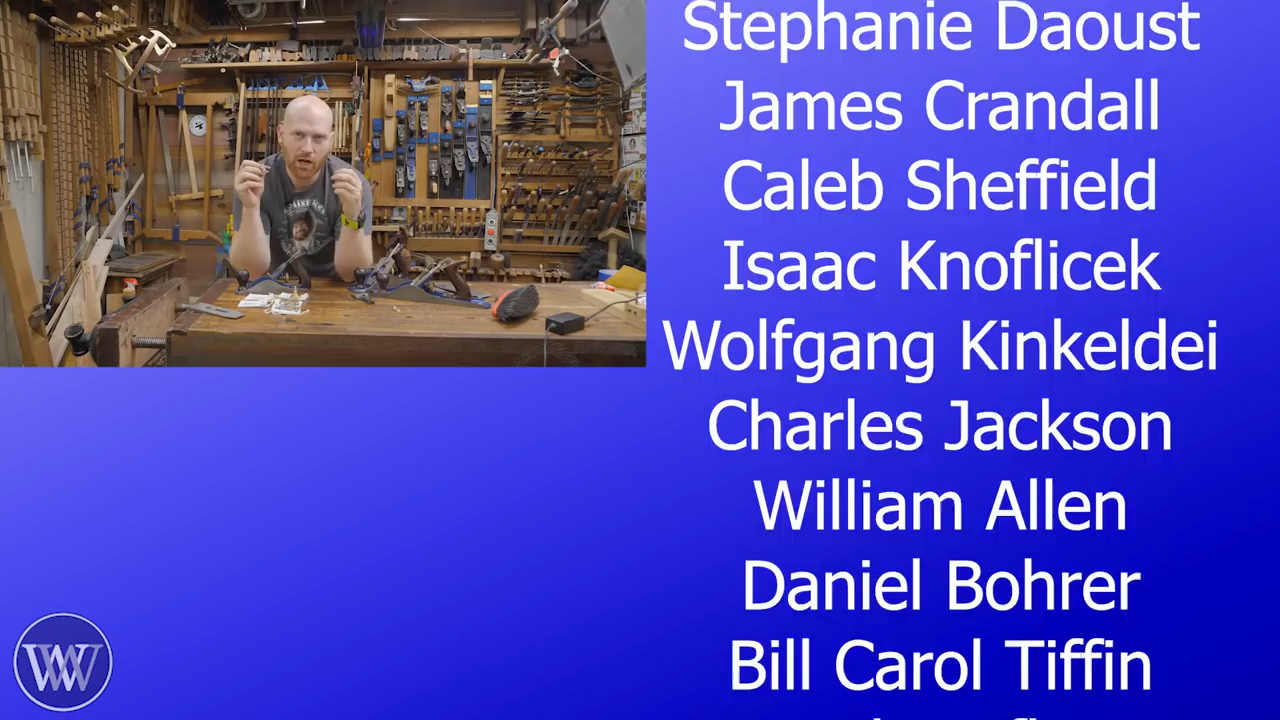 Stephanie Daoust
James Crandall
Caleb Sheffield
Isaac Knoflicek
Wolfgang Kinkeldei
Charles Jackson
William Allen
Daniel Bohrer
Bill Carol Tiffin
WW